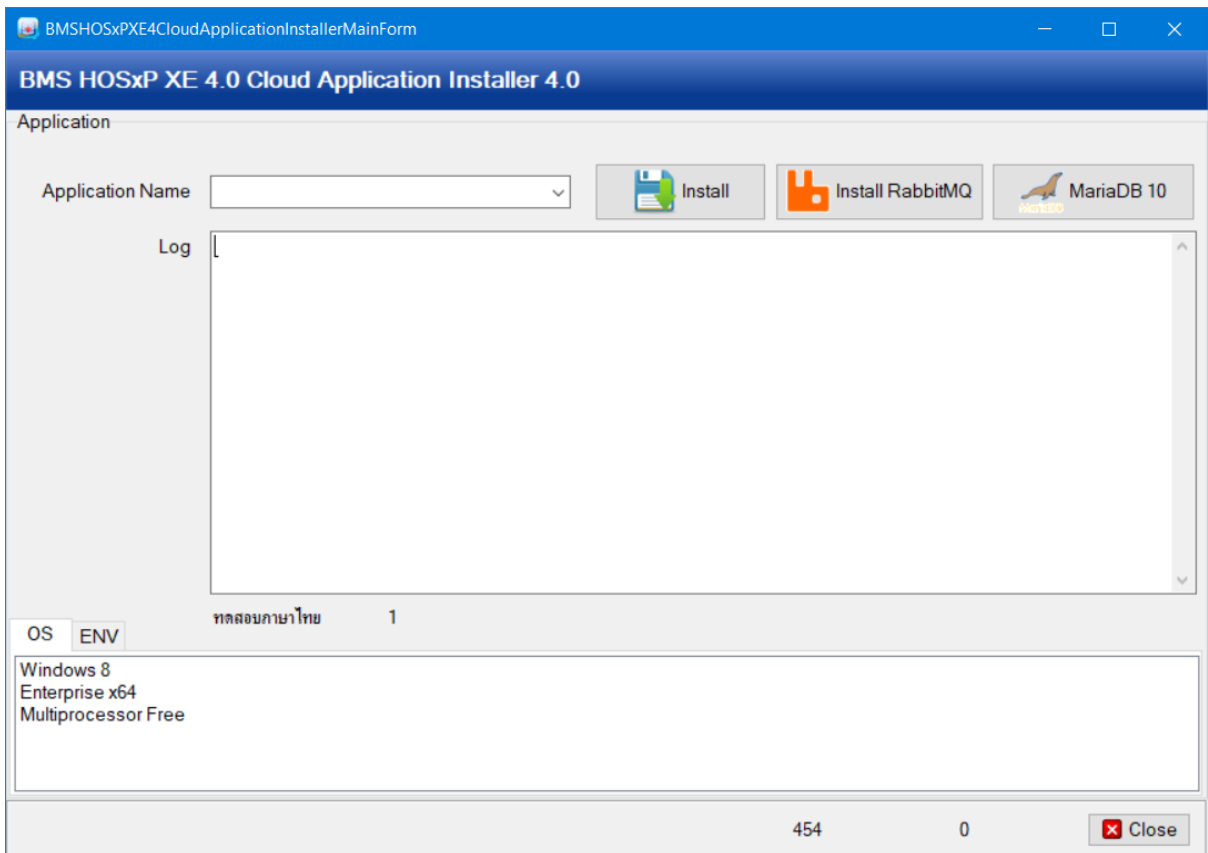 BMSHOSxPXE4CloudApplicationInstallerMainForm
BMS HOSxP XE 4.0 Cloud Application Installer 4.0
Application
Application Name
Install
Install RabbitMQ
MariaDB 10
Log
ทดสอบภาษาไทย 1
OS ENV
Windows 8
Enterprise x64
Multiprocessor Free
454 0
Close